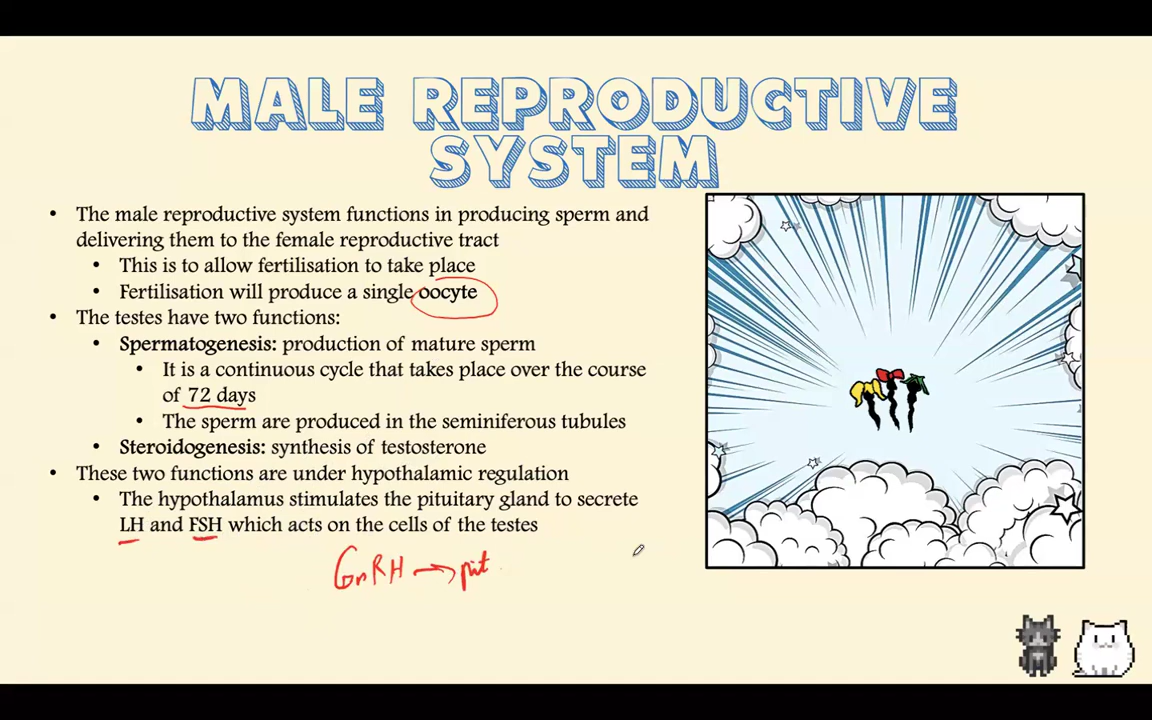 MALE REPRODUCTIVE
SYSTEM
• The male reproductive system functions in producing sperm and
delivering them to the female reproductive tract
• This is to allow fertilisation to take place
• Fertilisation will produce a single oocyte
• The testes have two functions:
• Spermatogenesis: production of mature sperm
• It is a continuous cycle that takes place over the course
of 72 days
• The sperm are produced in the seminiferous tubules
• Steroidogenesis: synthesis of testosterone
• These two functions are under hypothalamic regulation
• The hypothalamus stimulates the pituitary gland to secrete
LH and FSH which acts on the cells of the testes
GnRH → pit